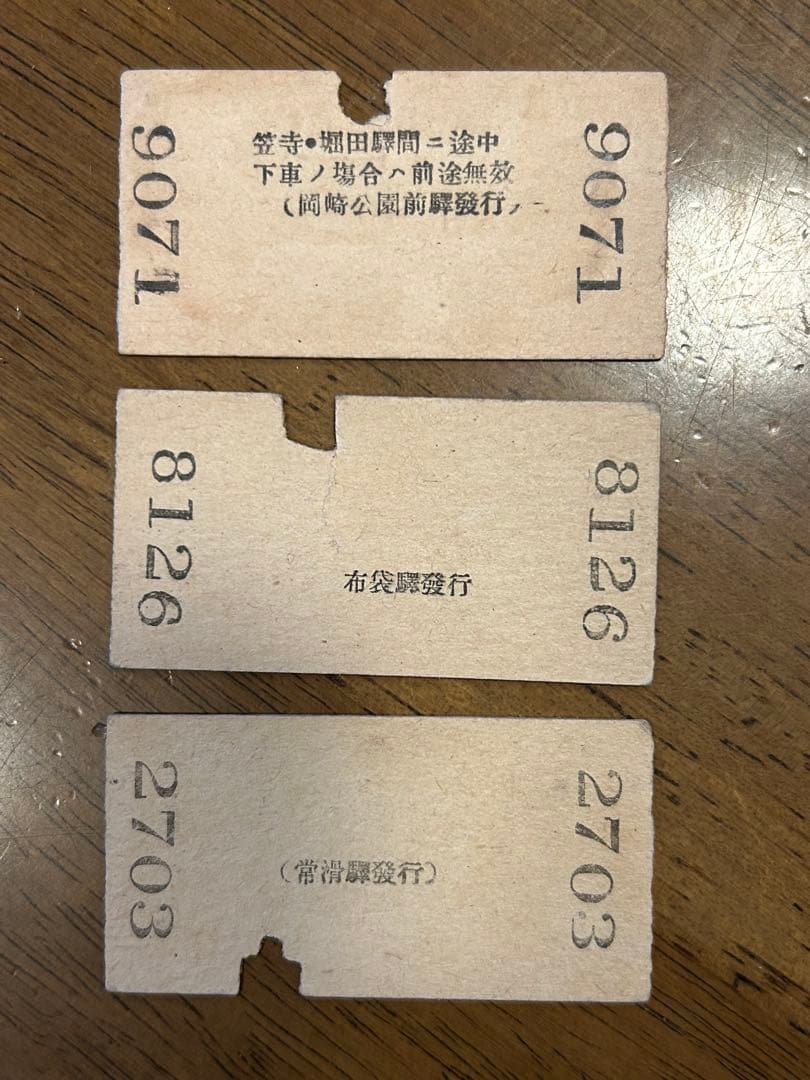 9071
笠寺●堀田驛間ニ途中
下車ノ塲合ハ前途無效
(岡崎公園前驛發行)
9071
8126
布袋驛發行
8126
2703
(常滑驛發行)
2703